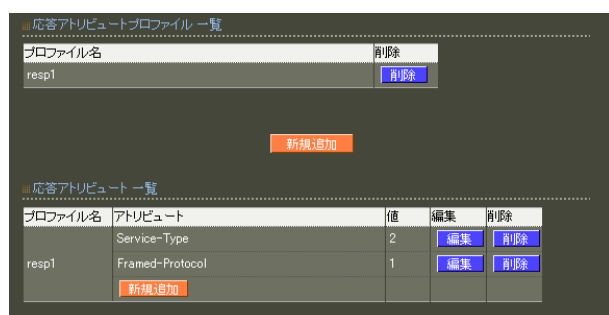 応答アトリビュートプロファイル 一覧
プロファイル名 削除
resp1 削除
新規追加
応答アトリビュート 一覧
プロファイル名 アトリビュート 値 編集 削除
Service-Type 2 編集 削除
resp1 Framed-Protocol 1 編集 削除
新規追加